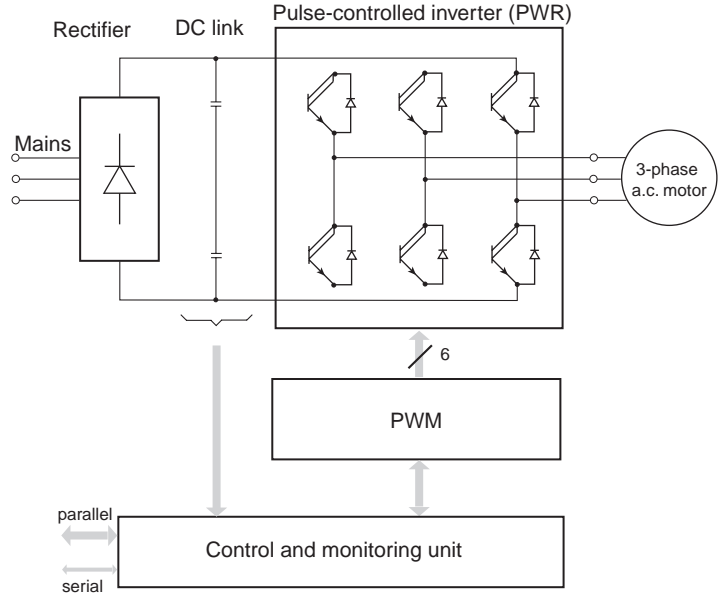 Pulse-controlled inverter (PWR)
Rectifier
DC link
Mains
3-phase
a.c. motor
6
PWM
parallel
Control and monitoring unit
serial